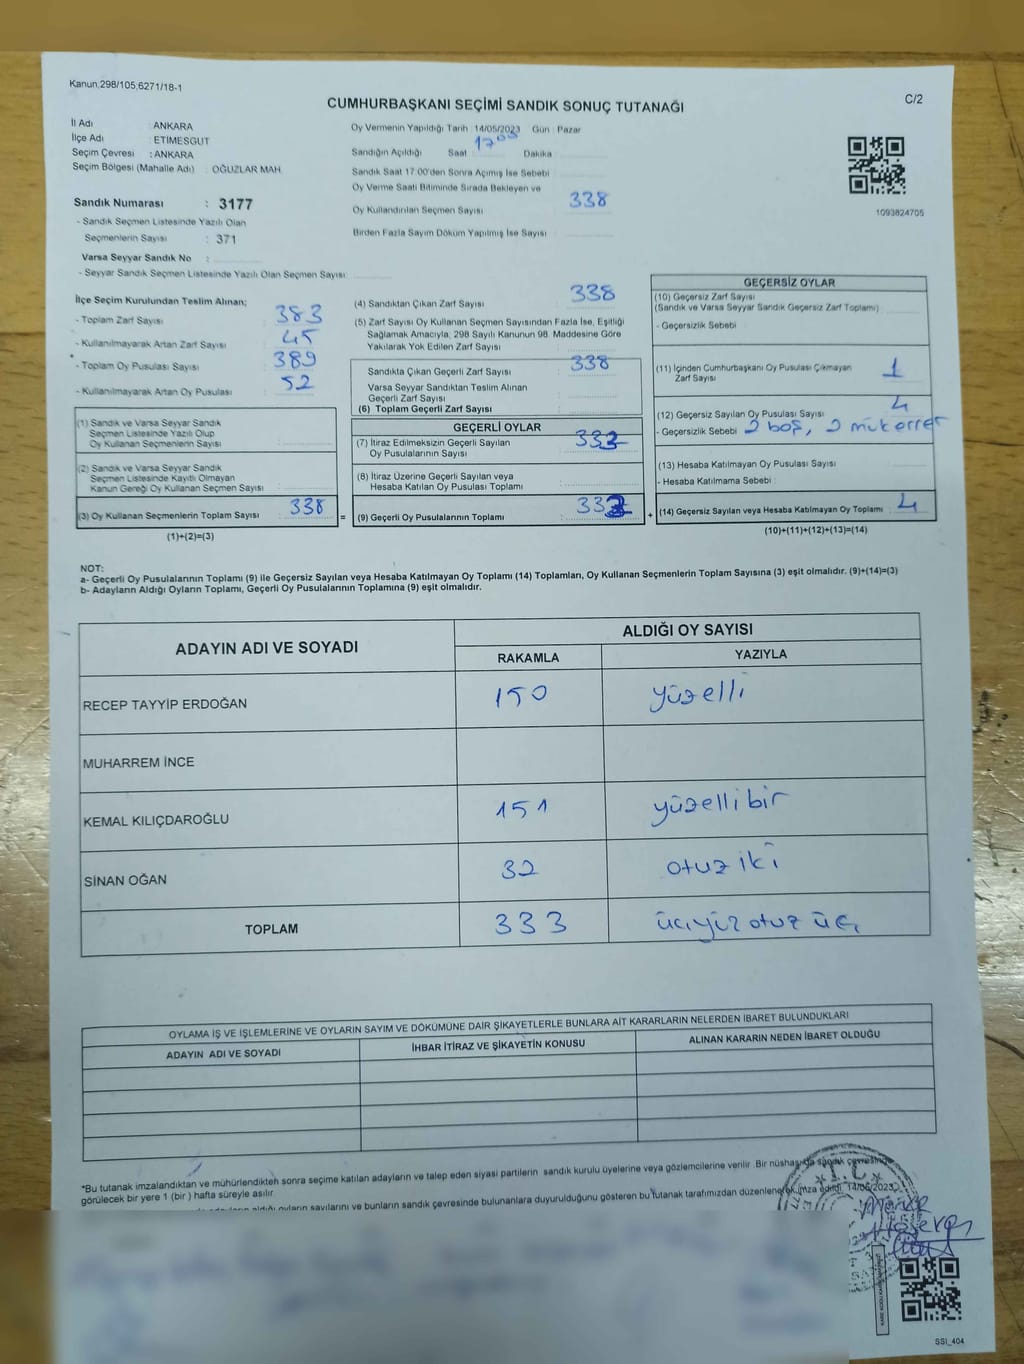 Kanun;298/105;6271/18-1
CUMHURBAŞKANI SEÇİMİ SANDIK SONUÇ TUTANAĞI
C/2
İl Adı : ANKARA
İlçe Adı : ETİMESGUT
Seçim Çevresi : ANKARA
Seçim Bölgesi (Mahalle Adı) : OĞUZLAR MAH.
Sandık Numarası : 3177
- Sandık Seçmen Listesinde Yazılı Olan
Seçmenlerin Sayısı : 371
Varsa Seyyar Sandık No :
- Seyyar Sandık Seçmen Listesinde Yazılı Olan Seçmen Sayısı:
Oy Vermenin Yapıldığı Tarih : 14/05/2023 Gün : Pazar
Sandığın Açıldığı Saat 17 00 Dakika
Sandık Saat 17.00'den Sonra Açımış İse Sebebi
Oy Verme Saati Bitiminde Sırada Bekleyen ve
Oy Kullandırılan Seçmen Sayısı 338
Birden Fazla Sayım Döküm Yapılmış İse Sayısı
1093824705
İlçe Seçim Kurulundan Teslim Alınan;
- Toplam Zarf Sayısı : 383
- Kullanılmayarak Artan Zarf Sayısı : 45
- Toplam Oy Pusulası Sayısı : 389
- Kullanılmayarak Artan Oy Pusulası : 52
(1) Sandık ve Varsa Seyyar Sandık
Seçmen Listesinde Yazılı Olup
Oy Kullanan Seçmenlerin Sayısı :
(2) Sandık ve Varsa Seyyar Sandık
Seçmen Listesinde Kayıtlı Olmayan
Kanun Gereği Oy Kullanan Seçmen Sayısı :
(3) Oy Kullanan Seçmenlerin Toplam Sayısı : 338
(1)+(2)=(3)
=
(4) Sandıktan Çıkan Zarf Sayısı 338
(5) Zarf Sayısı Oy Kullanan Seçmen Sayısından Fazla İse, Eşitliği
Sağlamak Amacıyla, 298 Sayılı Kanunun 98. Maddesine Göre
Yakılarak Yok Edilen Zarf Sayısı
Sandıkta Çıkan Geçerli Zarf Sayısı 338
Varsa Seyyar Sandıktan Teslim Alınan
Geçerli Zarf Sayısı
(6) Toplam Geçerli Zarf Sayısı
GEÇERLİ OYLAR
(7) İtiraz Edilmeksizin Geçerli Sayılan
Oy Pusulalarının Sayısı
(8) İtiraz Üzerine Geçerli Sayılan veya
Hesaba Katılan Oy Pusulası Toplamı
(9) Geçerli Oy Pusulalarının Toplamı
+
GEÇERSİZ OYLAR
(10) Geçersiz Zarf Sayısı
(Sandık ve Varsa Seyyar Sandık Geçersiz Zarf Toplamı)
- Geçersizlik Sebebi
(11) İçinden Cumhurbaşkanı Oy Pusulası Çıkmayan
Zarf Sayısı 1
(12) Geçersiz Sayılan Oy Pusulası Sayısı 4
- Geçersizlik Sebebi 2 boş, 2 mükerrer
(13) Hesaba Katılmayan Oy Pusulası Sayısı
- Hesaba Katılmama Sebebi :
(14) Geçersiz Sayılan veya Hesaba Katılmayan Oy Toplamı : 4
(10)+(11)+(12)+(13)=(14)
NOT:
a- Geçerli Oy Pusulalarının Toplamı (9) ile Geçersiz Sayılan veya Hesaba Katılmayan Oy Toplamı (14) Toplamları, Oy Kullanan Seçmenlerin Toplam Sayısına (3) eşit olmalıdır. (9)+(14)=(3)
b- Adayların Aldığı Oyların Toplamı, Geçerli Oy Pusulalarının Toplamına (9) eşit olmalıdır.
ADAYIN ADI VE SOYADI
ALDIĞI OY SAYISI
RAKAMLA YAZIYLA
RECEP TAYYİP ERDOĞAN 150 yüzelli
MUHARREM İNCE
KEMAL KILIÇDAROĞLU 151 yüzellibir
SİNAN OĞAN 32 otuz iki
TOPLAM 333 üçyüz otuz üç
OYLAMA İŞ VE İŞLEMLERİNE VE OYLARIN SAYIM VE DÖKÜMÜNE DAİR ŞİKAYETLERLE BUNLARA AİT KARARLARIN NELERDEN İBARET BULUNDUKLARI
ADAYIN ADI VE SOYADI İHBAR İTİRAZ VE ŞİKAYETİN KONUSU ALINAN KARARIN NEDEN İBARET OLDUĞU
*Bu tutanak imzalandıktan ve mühürlendikten sonra seçime katılan adayların ve talep eden siyasi partilerin sandık kurulu üyelerine veya gözlemcilerine verilir. Bir nüshası da sandık çevresinde
görülecek bir yere 1 (bir ) hafta süreyle asılır.
aldığı oyların sayılarını ve bunların sandık çevresinde bulunanlara duyurulduğunu gösteren bu tutanak tarafımızdan düzenlenerek imza edildi. 14/05/2023
T.C.
SSİ_404